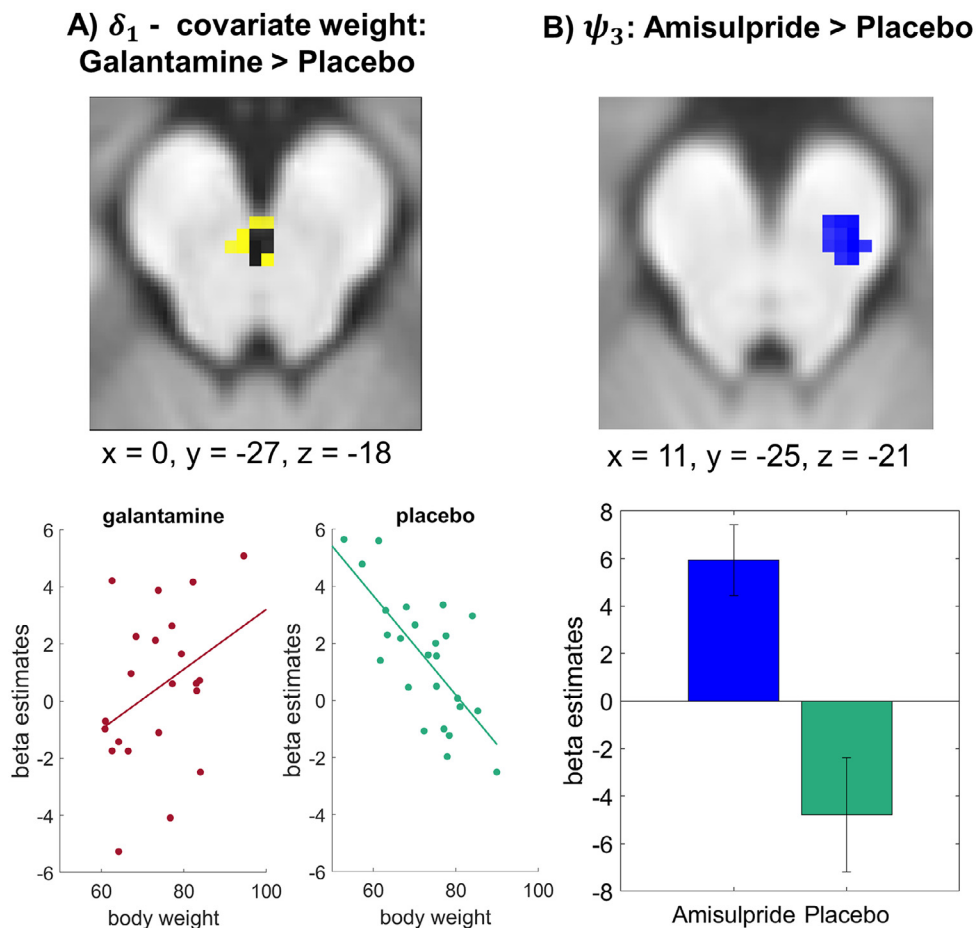 A) δ₁ - covariate weight:
Galantamine > Placebo
x = 0, y = -27, z = -18
galantamine
6
4
2
0
-2
-4
-6
beta estimates
60
80
100
body weight
placebo
6
4
2
0
-2
-4
-6
beta estimates
60
80
100
body weight
B) ψ₃: Amisulpride > Placebo
x = 11, y = -25, z = -21
8
6
4
2
0
-2
-4
-6
-8
beta estimates
Amisulpride Placebo